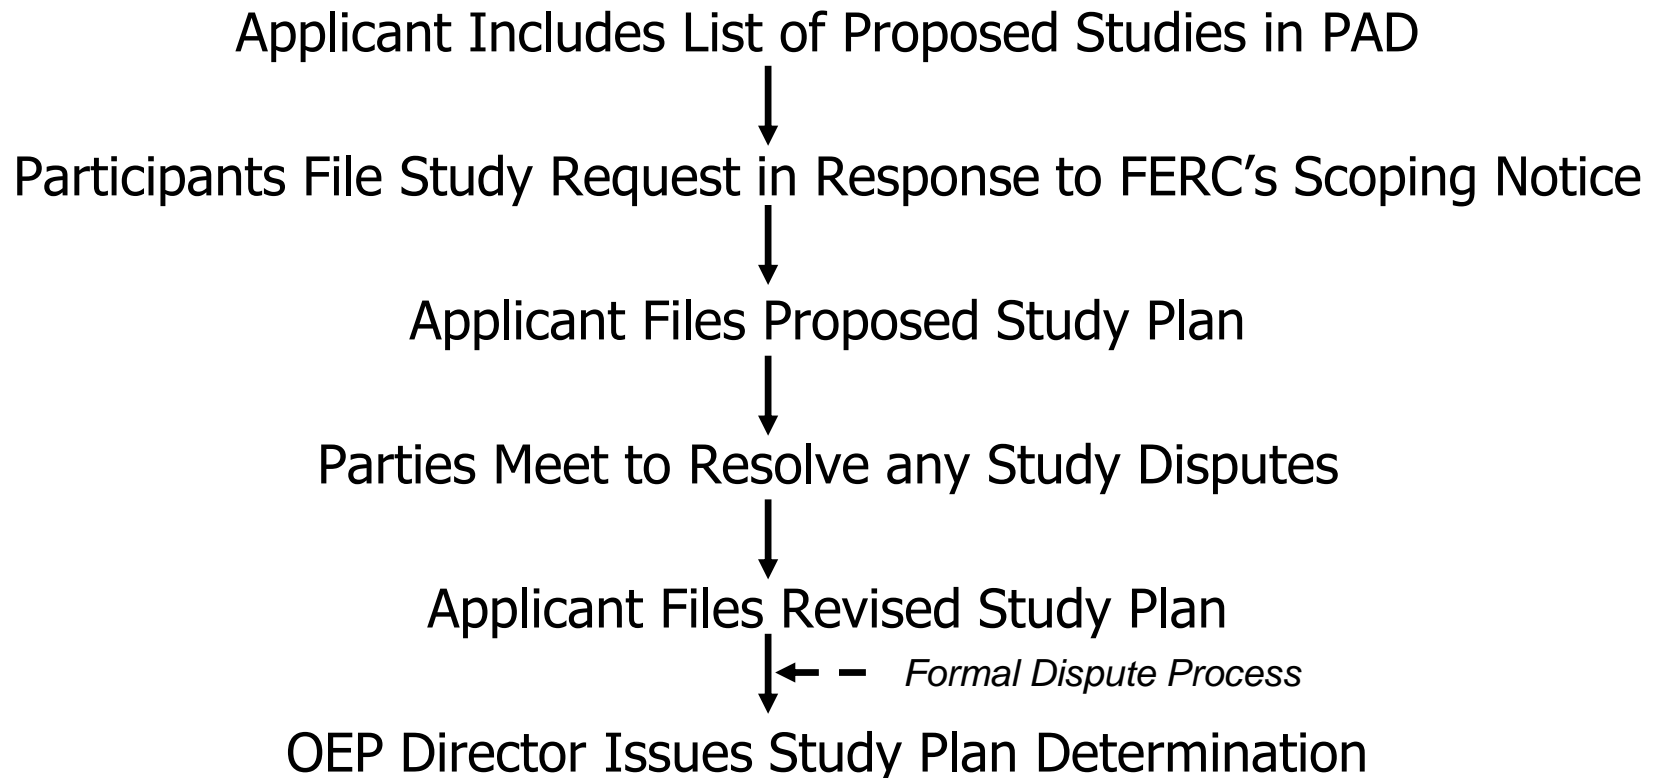 Applicant Includes List of Proposed Studies in PAD
Participants File Study Request in Response to FERC’s Scoping Notice
Applicant Files Proposed Study Plan
Parties Meet to Resolve any Study Disputes
Applicant Files Revised Study Plan
Formal Dispute Process
OEP Director Issues Study Plan Determination